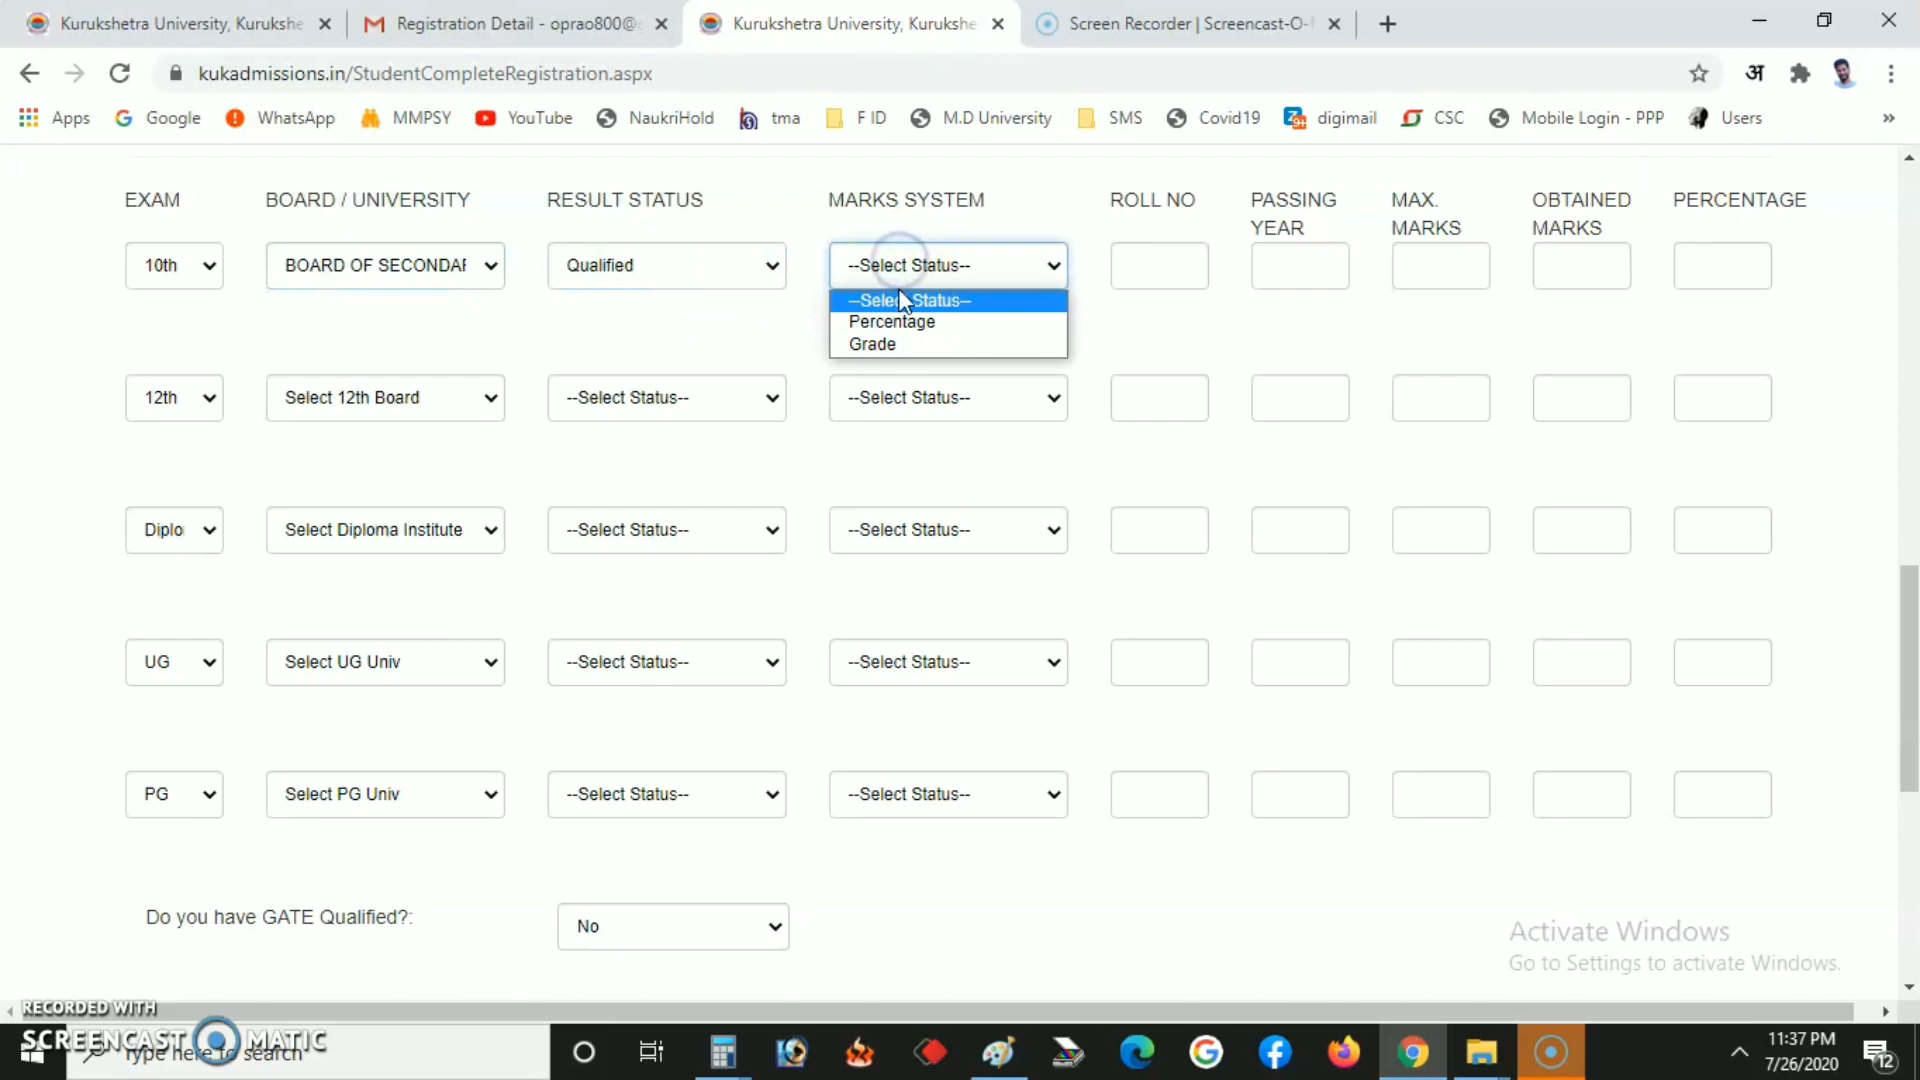 Kurukshetra University, Kurukshe
Registration Detail - oprao800@
Kurukshetra University, Kurukshe
Screen Recorder | Screencast-O-
kukadmissions.in/StudentCompleteRegistration.aspx
अ
Apps Google WhatsApp MMPSY YouTube NaukriHold tma F ID M.D University SMS Covid19 digimail CSC Mobile Login - PPP Users »
EXAM BOARD / UNIVERSITY RESULT STATUS MARKS SYSTEM ROLL NO PASSING YEAR MAX. MARKS OBTAINED MARKS PERCENTAGE
10th BOARD OF SECONDAR Qualified --Select Status--
--Select Status--
Percentage
Grade
12th Select 12th Board --Select Status-- --Select Status--
Diplo Select Diploma Institute --Select Status-- --Select Status--
UG Select UG Univ --Select Status-- --Select Status--
PG Select PG Univ --Select Status-- --Select Status--
Do you have GATE Qualified?: No
Activate Windows
Go to Settings to activate Windows.
RECORDED WITH
SCREENCAST MATIC
Type here to search
11:37 PM
7/26/2020
12